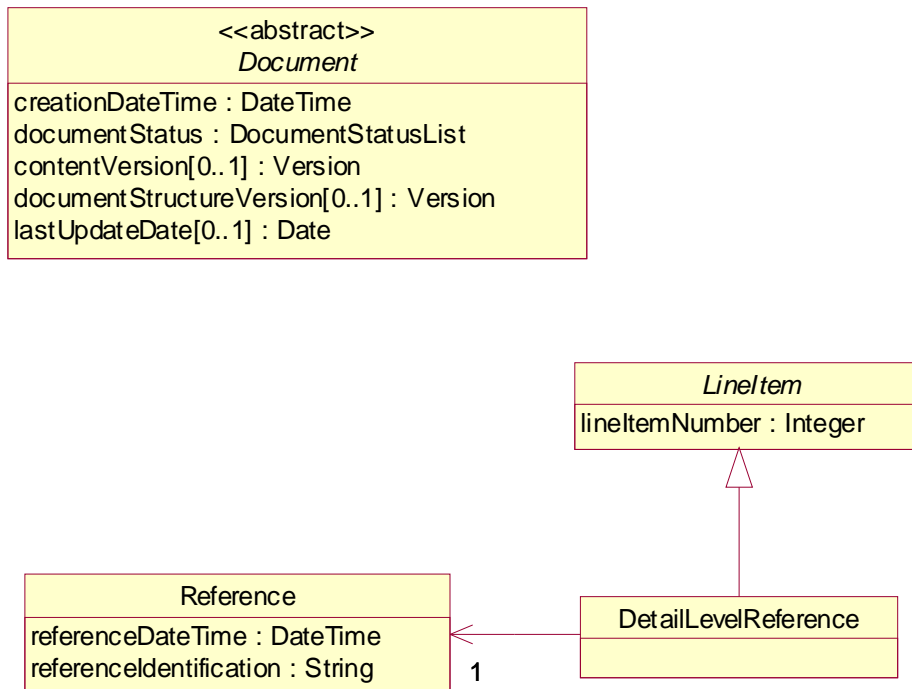 <<abstract>>
Document
creationDateTime : DateTime
documentStatus : DocumentStatusList
contentVersion[0..1] : Version
documentStructureVersion[0..1] : Version
lastUpdateDate[0..1] : Date
LineItem
lineItemNumber : Integer
Reference
referenceDateTime : DateTime
referenceIdentification : String
1
DetailLevelReference